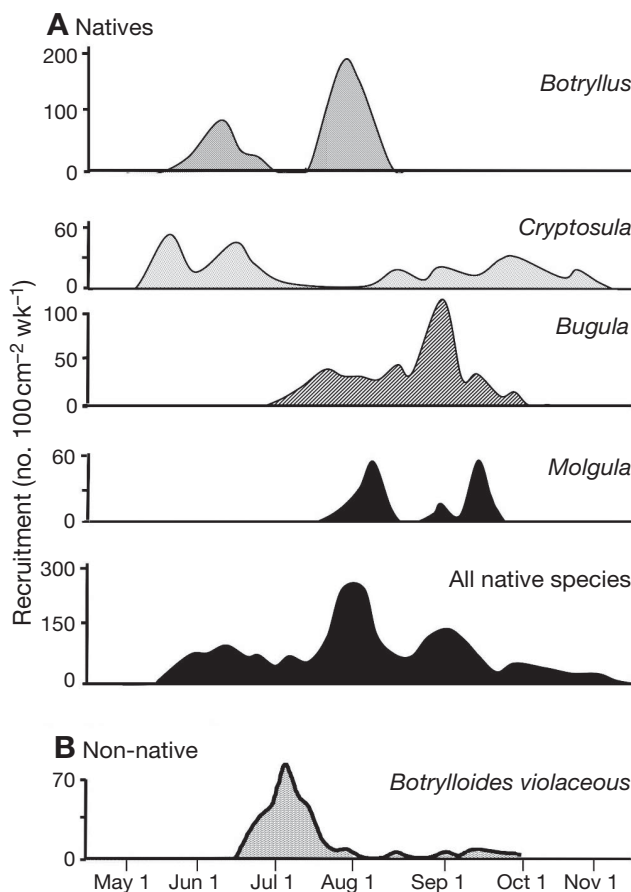 A Natives
Recruitment (no. 100 cm⁻² wk⁻¹)
200
100
0
Botryllus
60
0
Cryptosula
100
50
0
Bugula
60
0
Molgula
300
150
0
All native species
B Non-native
70
0
Botrylloides violaceous
May 1 Jun 1 Jul 1 Aug 1 Sep 1 Oct 1 Nov 1